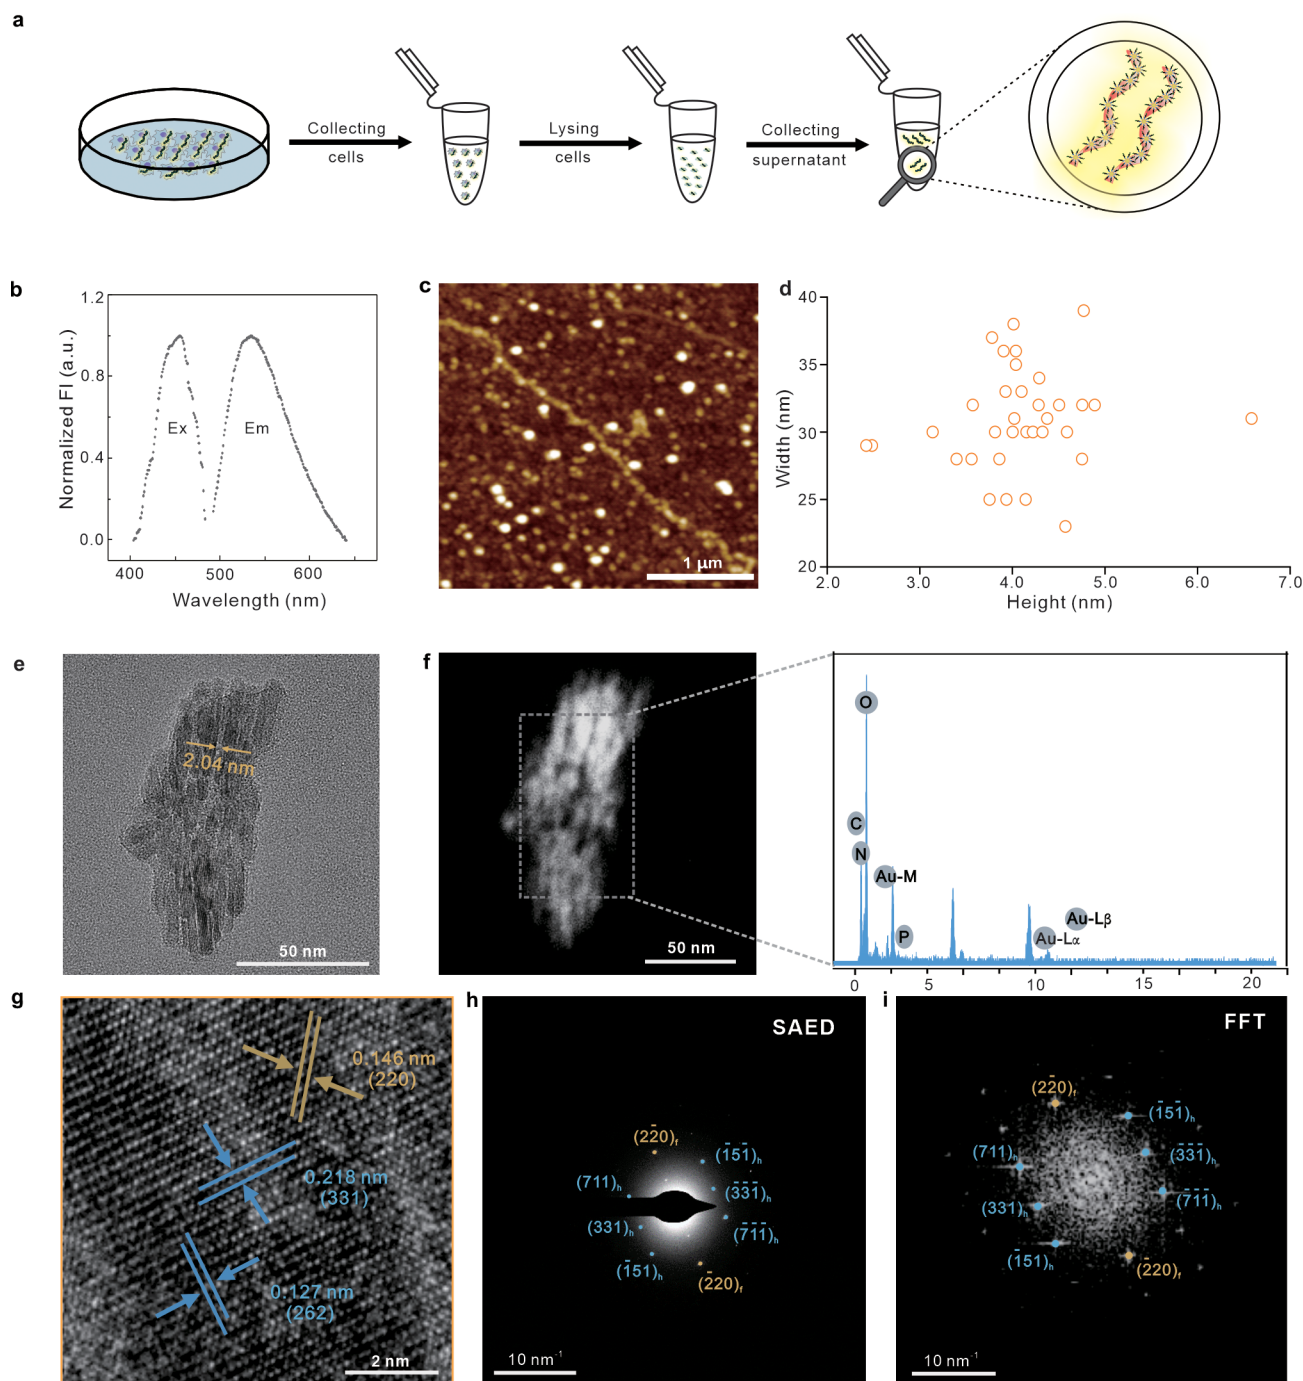 a
Collecting
cells
Lysing
cells
Collecting
supernatant
b
1.2
0.8
0.4
0.0
Normalized FI (a.u.)
Ex
Em
400
500
600
Wavelength (nm)
c
1 μm
d
40
35
30
25
20
Width (nm)
2.0
3.0
4.0
5.0
6.0
7.0
Height (nm)
e
2.04 nm
50 nm
f
50 nm
O
C
N
Au-M
P
Au-Lα
Au-Lβ
0
5
10
15
20
g
0.146 nm
(220)
0.218 nm
(331)
0.127 nm
(262)
2 nm
h
SAED
(2̄2̄0)f
(1̄51̄)h
(711)h
(3̄3̄1̄)h
(331)h
(7̄1̄1̄)h
(1̄51)h
(2̄20)f
10 nm⁻¹
i
FFT
(22̄0)f
(1̄51̄)h
(711)h
(3̄3̄1̄)h
(331)h
(7̄1̄1̄)h
(1̄51)h
(2̄20)f
10 nm⁻¹